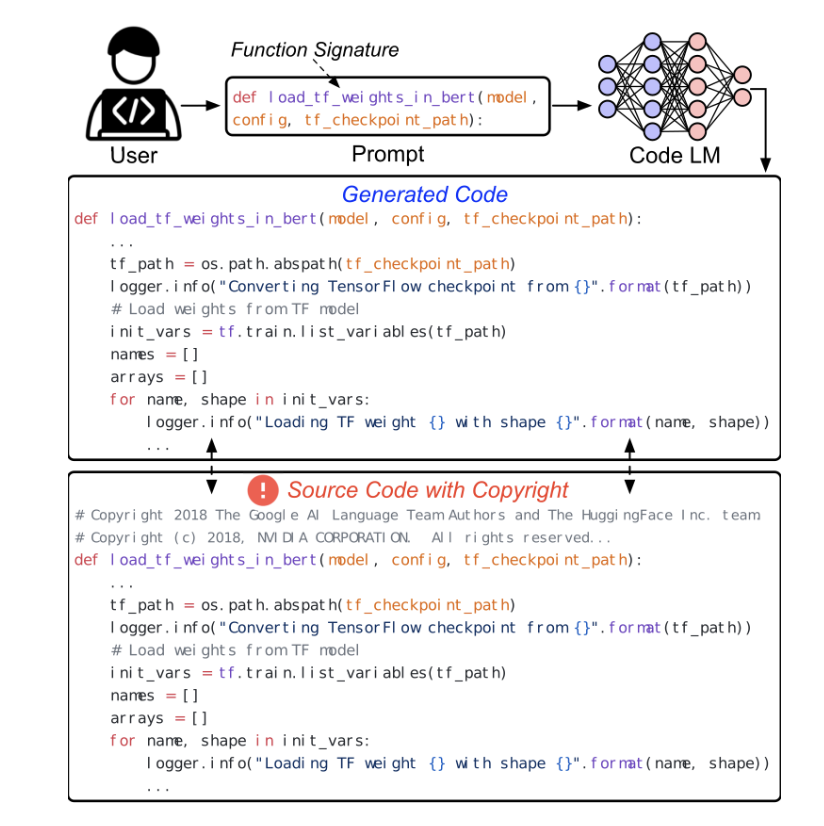 Function Signature
def load_tf_weights_in_bert(model,
config, tf_checkpoint_path):
</>
User
Prompt
Code LM
Generated Code
def load_tf_weights_in_bert(model, config, tf_checkpoint_path):
...
tf_path = os.path.abspath(tf_checkpoint_path)
logger.info("Converting TensorFlow checkpoint from {}".format(tf_path))
# Load weights from TF model
init_vars = tf.train.list_variables(tf_path)
names = []
arrays = []
for name, shape in init_vars:
logger.info("Loading TF weight {} with shape {}".format(name, shape))
...
! Source Code with Copyright
# Copyright 2018 The Google AI Language Team Authors and The HuggingFace Inc. team
# Copyright (c) 2018, NVIDIA CORPORATION. All rights reserved...
def load_tf_weights_in_bert(model, config, tf_checkpoint_path):
...
tf_path = os.path.abspath(tf_checkpoint_path)
logger.info("Converting TensorFlow checkpoint from {}".format(tf_path))
# Load weights from TF model
init_vars = tf.train.list_variables(tf_path)
names = []
arrays = []
for name, shape in init_vars:
logger.info("Loading TF weight {} with shape {}".format(name, shape))
...